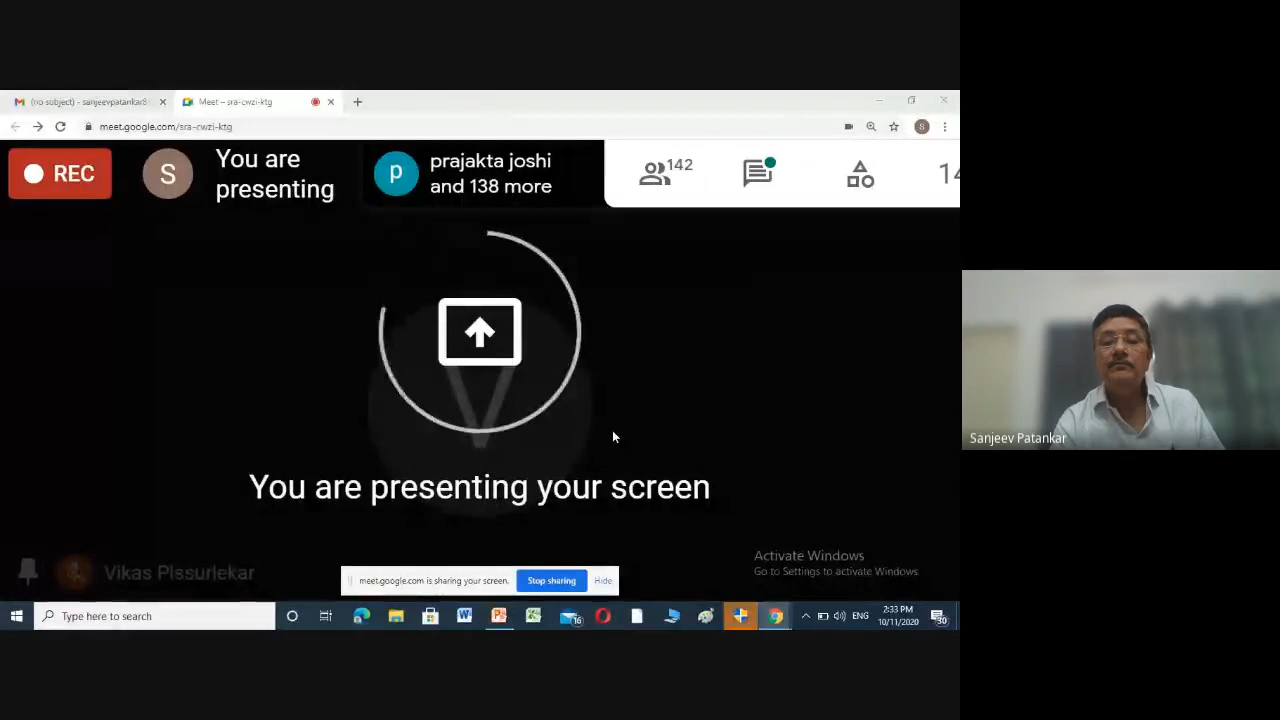 (no subject) - sanjeevpatankar8
Meet – sra-cwzi-ktg
meet.google.com/sra-cwzi-ktg
S
REC
S
You are
presenting
p
prajakta joshi
and 138 more
142
14
V
You are presenting your screen
Sanjeev Patankar
Vikas PIssurlekar
meet.google.com is sharing your screen.
Stop sharing
Hide
Activate Windows
Go to Settings to activate Windows.
Type here to search
16
ENG
2:33 PM
10/11/2020
30